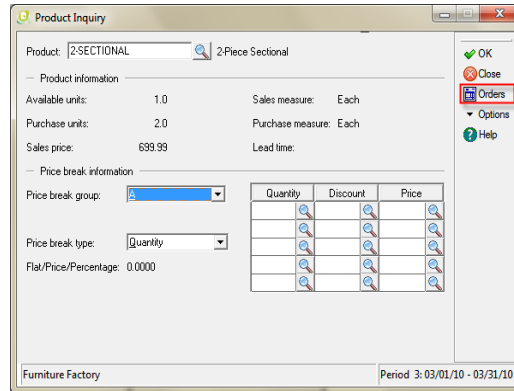 Product Inquiry
Product: 2-SECTIONAL 2-Piece Sectional
Product information
Available units: 1.0 Sales measure: Each
Purchase units: 2.0 Purchase measure: Each
Sales price: 699.99 Lead time:
Price break information
Price break group: A
Quantity Discount Price
Price break type: Quantity
Flat/Price/Percentage: 0.0000
OK
Close
Orders
Options
Help
Furniture Factory Period 3: 03/01/10 - 03/31/10